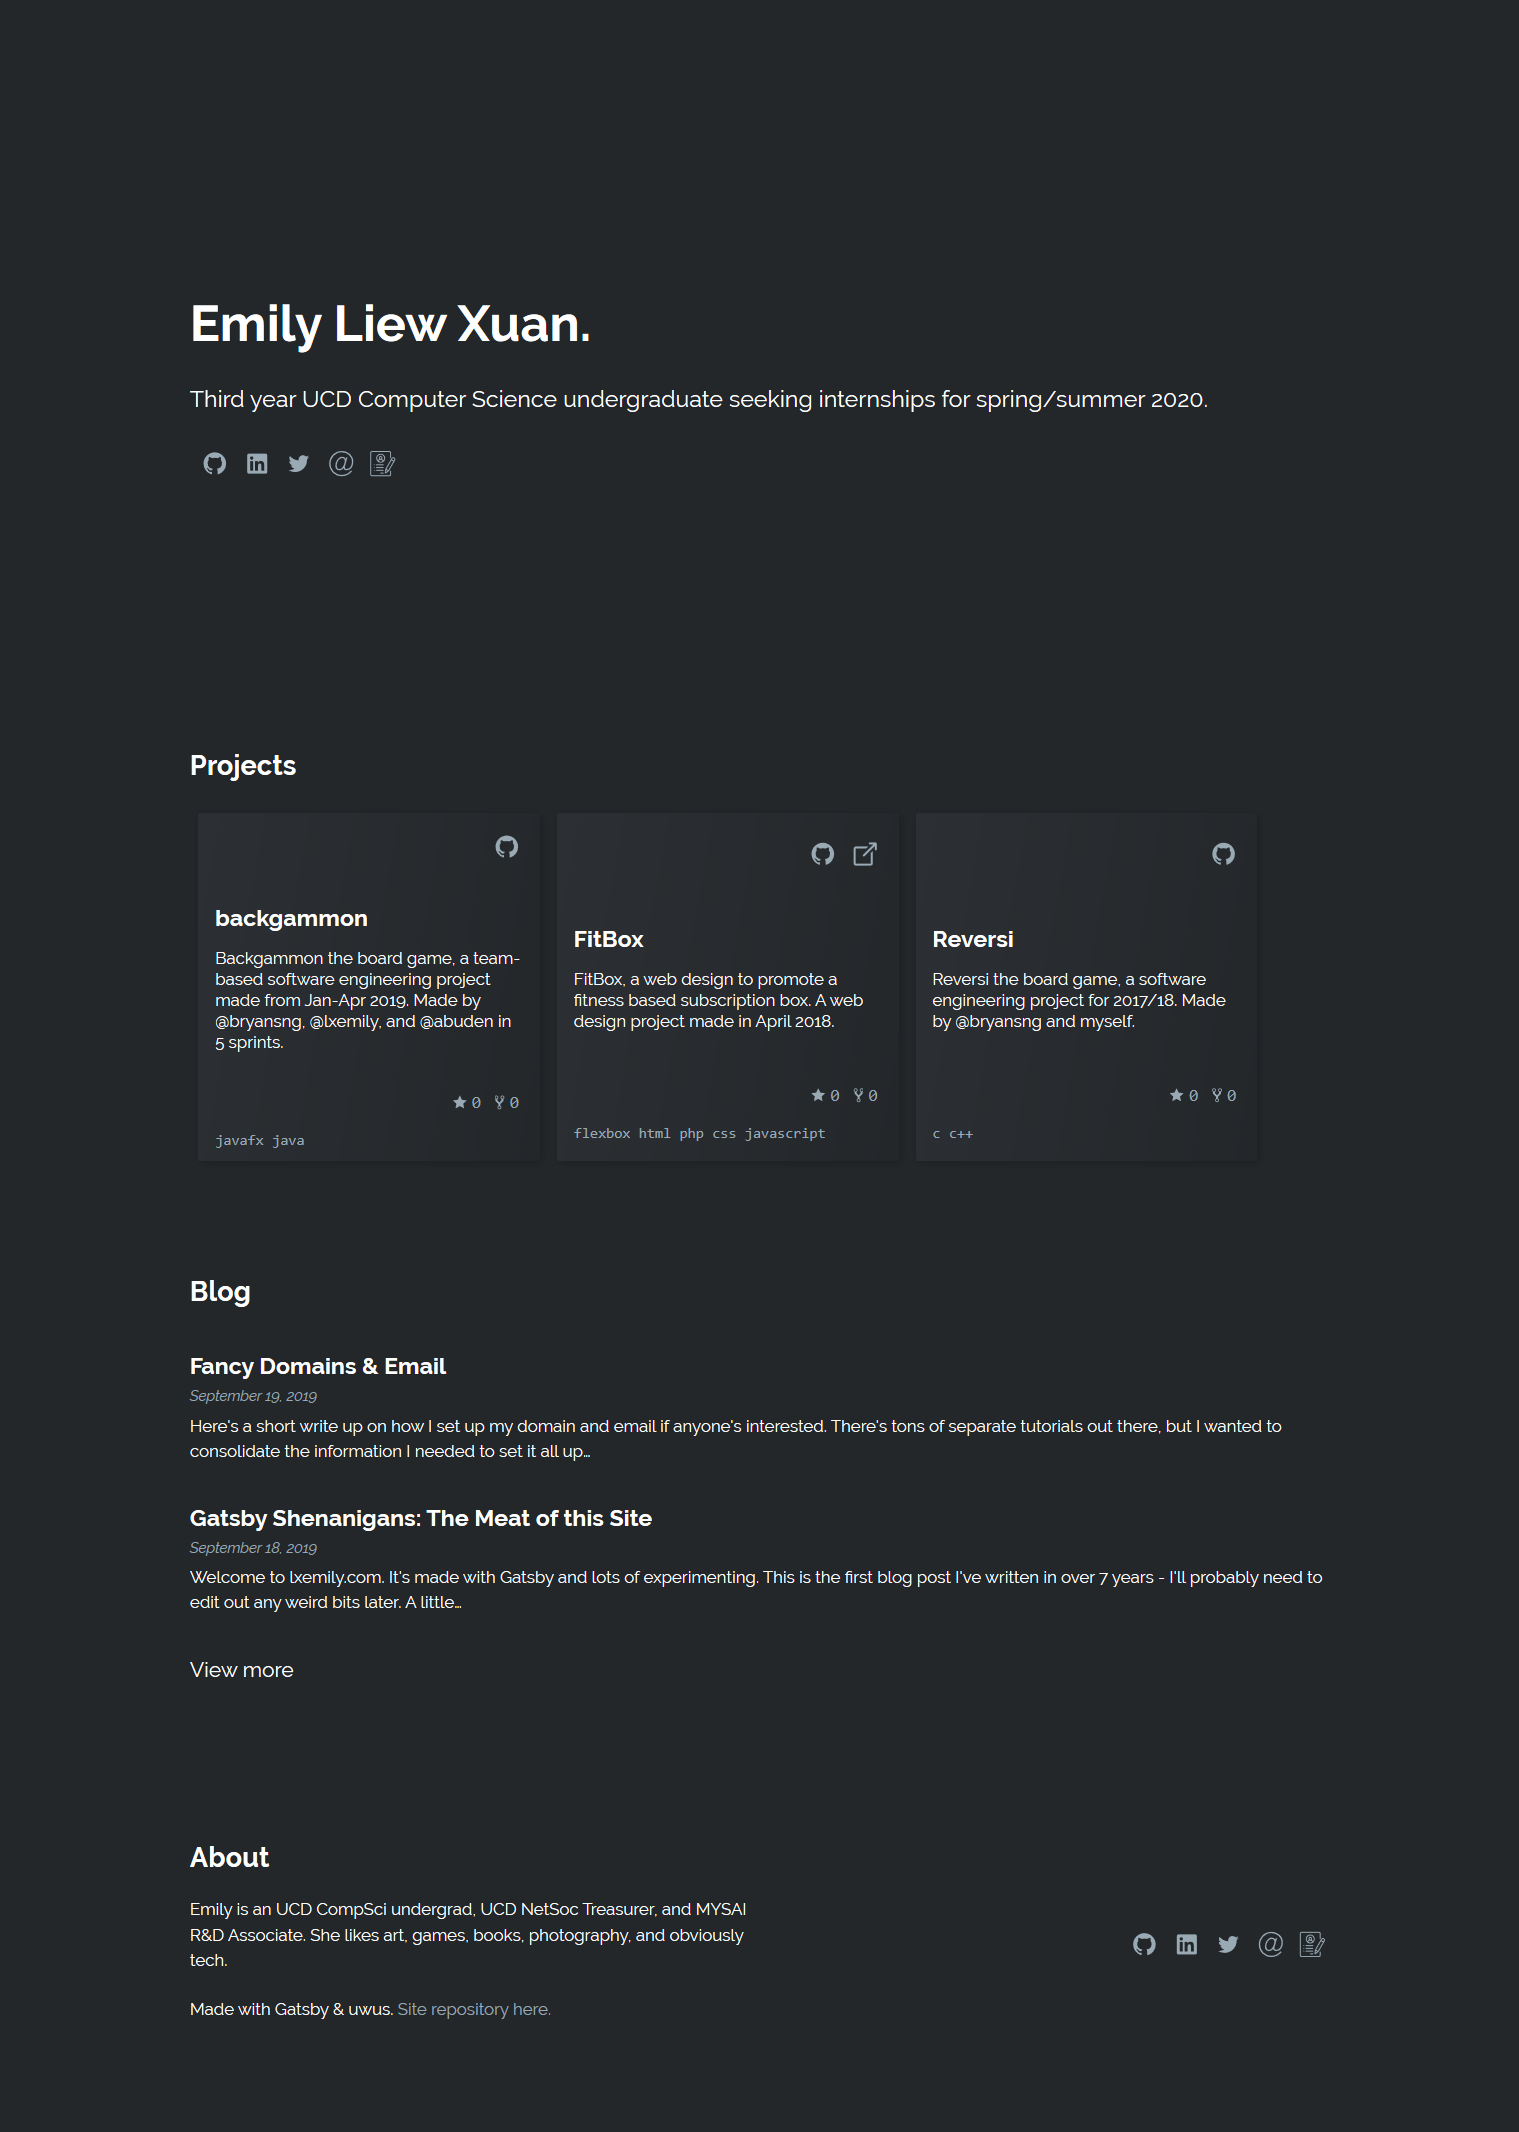 Emily Liew Xuan.
Third year UCD Computer Science undergraduate seeking internships for spring/summer 2020.
Projects
backgammon
Backgammon the board game, a team-
based software engineering project
made from Jan-Apr 2019. Made by
@bryansng, @lxemily, and @abuden in
5 sprints.
0 0
javafx java
FitBox
FitBox, a web design to promote a
fitness based subscription box. A web
design project made in April 2018.
0 0
flexbox html php css javascript
Reversi
Reversi the board game, a software
engineering project for 2017/18. Made
by @bryansng and myself.
0 0
c c++
Blog
Fancy Domains & Email
September 19, 2019
Here's a short write up on how I set up my domain and email if anyone's interested. There's tons of separate tutorials out there, but I wanted to
consolidate the information I needed to set it all up…
Gatsby Shenanigans: The Meat of this Site
September 18, 2019
Welcome to lxemily.com. It's made with Gatsby and lots of experimenting. This is the first blog post I've written in over 7 years - I'll probably need to
edit out any weird bits later. A little…
View more
About
Emily is an UCD CompSci undergrad, UCD NetSoc Treasurer, and MYSAI
R&D Associate. She likes art, games, books, photography, and obviously
tech.
Made with Gatsby & uwus. Site repository here.